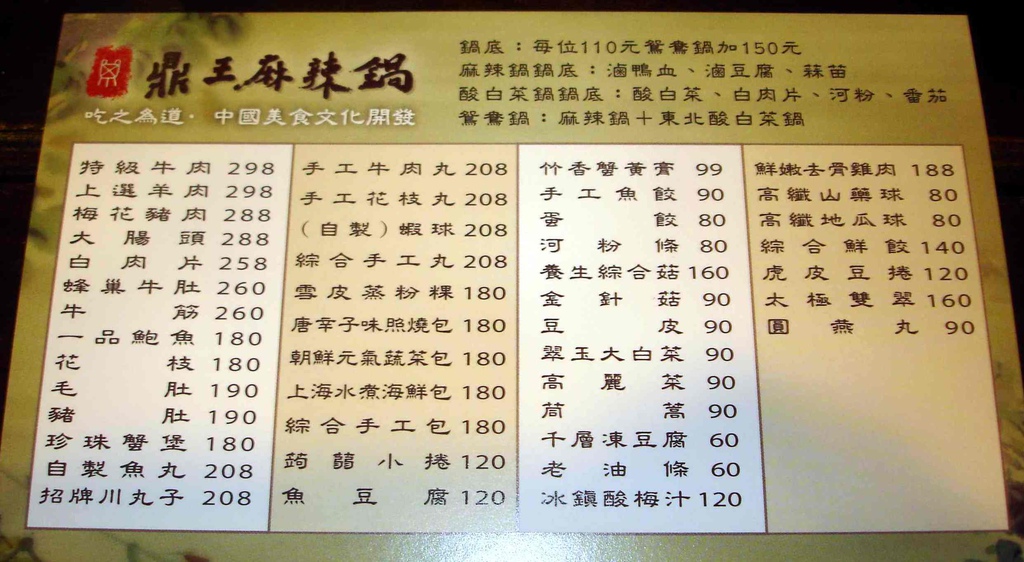 鼎王麻辣鍋
吃之為道·中國美食文化開發
鍋底：每位110元鴛鴦鍋加150元
麻辣鍋鍋底：滷鴨血、滷豆腐、蒜苗
酸白菜鍋鍋底：酸白菜、白肉片、河粉、番茄
鴛鴦鍋：麻辣鍋＋東北酸白菜鍋
特級牛肉 298
上選羊肉 298
梅花豬肉 288
大腸頭 288
白肉片 258
蜂巢牛肚 260
牛筋 260
一品鮑魚 180
花枝 180
毛肚 190
豬肚 190
珍珠蟹堡 180
自製魚丸 208
招牌川丸子 208
手工牛肉丸 208
手工花枝丸 208
（自製）蝦球 208
綜合手工丸 208
雪皮蒸粉粿 180
唐辛子味照燒包 180
朝鮮元氣蔬菜包 180
上海水煮海鮮包 180
綜合手工包 180
蒟蒻小捲 120
魚豆腐 120
竹香蟹黃膏 99
手工魚餃 90
蛋餃 80
河粉條 80
養生綜合菇 160
金針菇 90
豆皮 90
翠玉大白菜 90
高麗菜 90
茼蒿 90
千層凍豆腐 60
老油條 60
冰鎮酸梅汁 120
鮮嫩去骨雞肉 188
高纖山藥球 80
高纖地瓜球 80
綜合鮮餃 140
虎皮豆捲 120
太極雙翠 160
圓燕丸 90